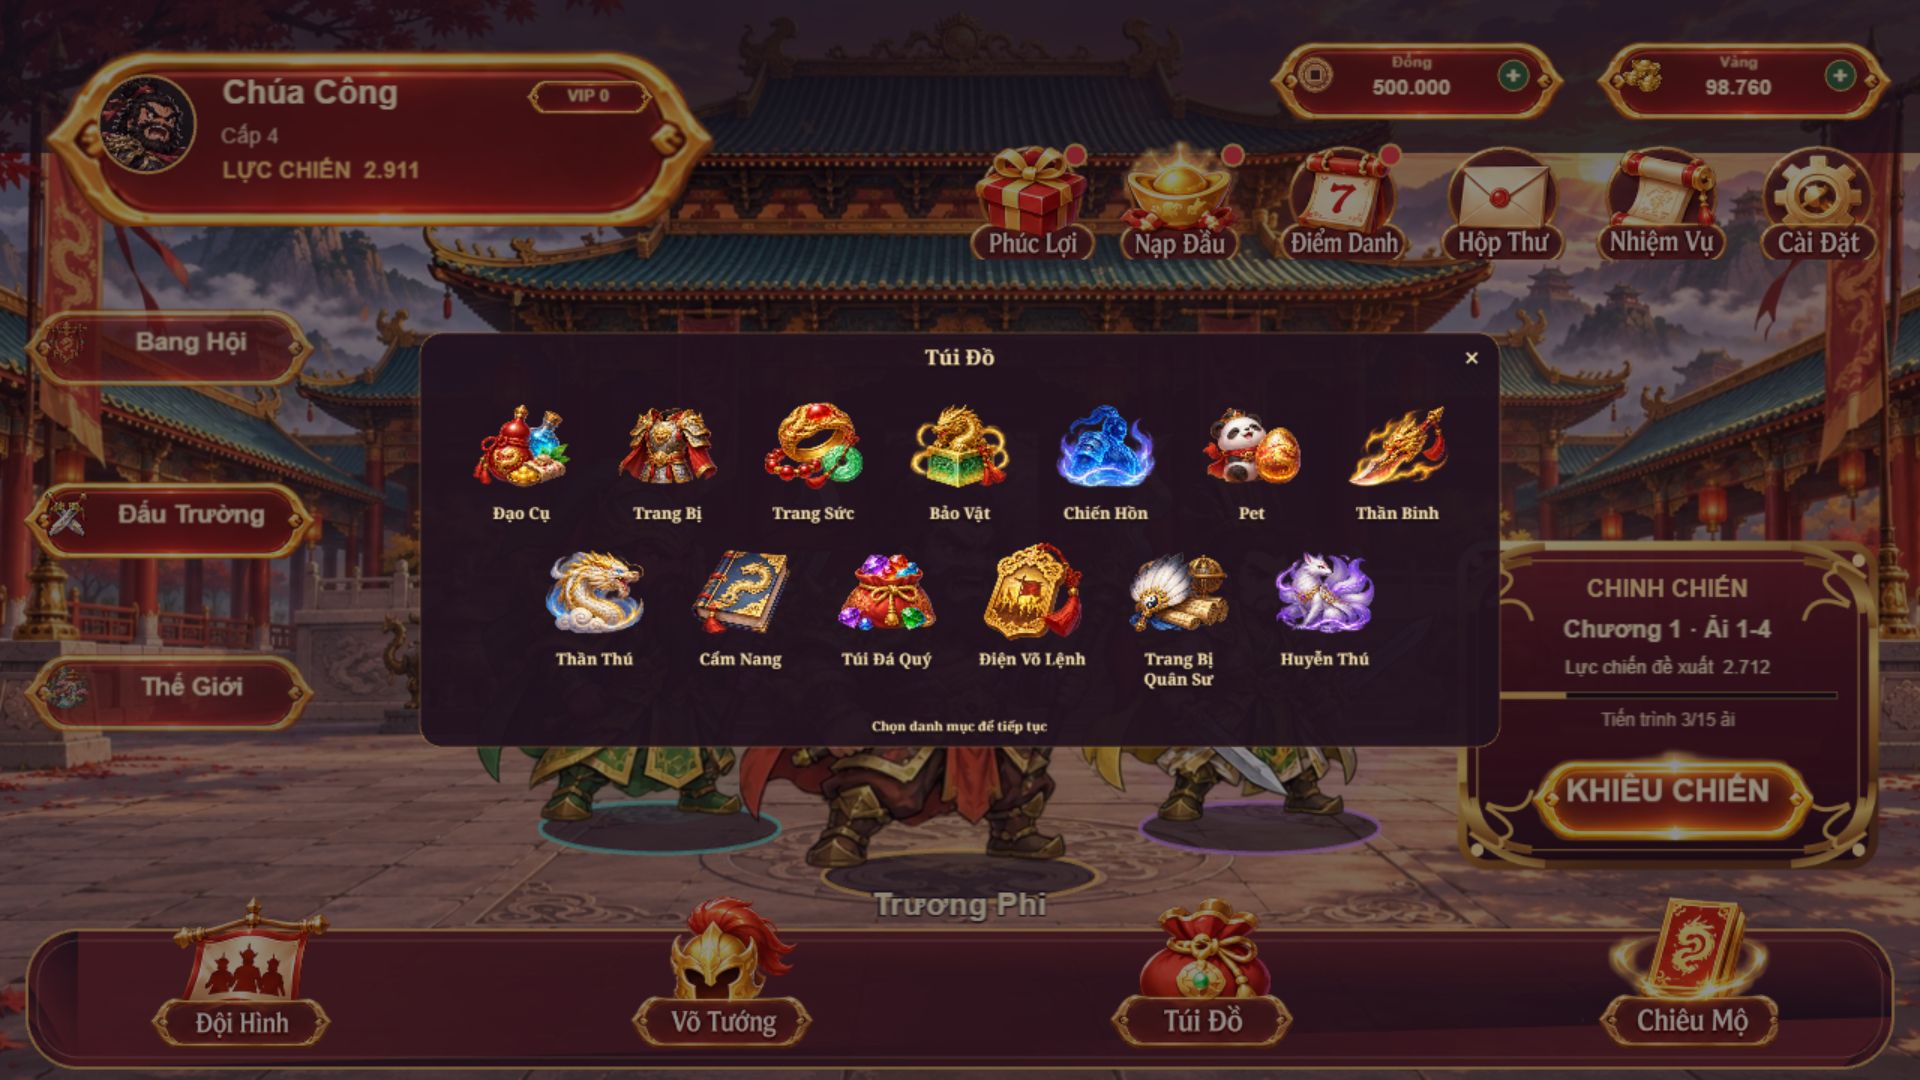 Chúa Công
VIP 0
Cấp 4
LỰC CHIẾN 2.911
Đồng
500.000
Vàng
98.760
Phúc Lợi
Nạp Đầu
7
Điểm Danh
Hộp Thư
Nhiệm Vụ
Cài Đặt
Bang Hội
Đấu Trường
Thế Giới
Túi Đồ
×
Đạo Cụ
Trang Bị
Trang Sức
Bảo Vật
Chiến Hồn
Pet
Thần Binh
Thần Thú
Cẩm Nang
Túi Đá Quý
Điện Võ Lệnh
Trang Bị
Quân Sư
Huyễn Thú
Chọn danh mục để tiếp tục
CHINH CHIẾN
Chương 1 · Ải 1-4
Lực chiến đề xuất 2.712
Tiến trình 3/15 ải
KHIÊU CHIẾN
Trương Phi
Đội Hình
Võ Tướng
Túi Đồ
Chiêu Mộ